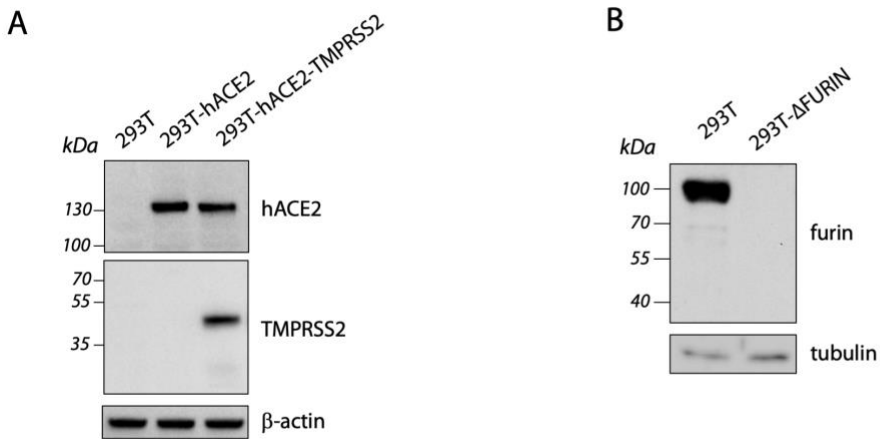 A
kDa
293T
293T-hACE2
293T-hACE2-TMPRSS2
130
100
hACE2
70
55
35
TMPRSS2
β-actin
B
kDa
293T
293T-ΔFURIN
100
70
55
40
furin
tubulin